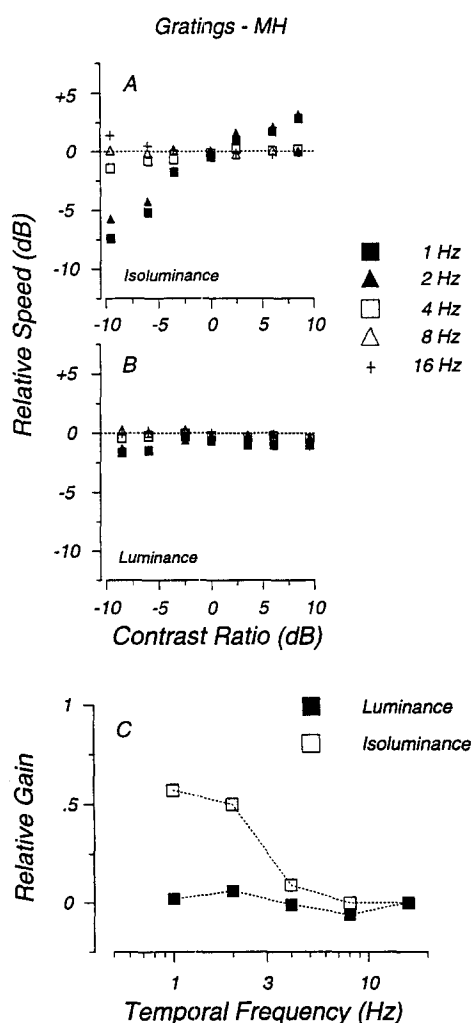 Gratings - MH
A
+5
0
-5
-10
Isoluminance
-10 -5 0 5 10
B
+5
0
-5
-10
Luminance
-10 -5 0 5 10
Relative Speed (dB)
Contrast Ratio (dB)
1 Hz
2 Hz
4 Hz
8 Hz
16 Hz
C
Luminance
Isoluminance
1
.5
0
Relative Gain
1 3 10
Temporal Frequency (Hz)